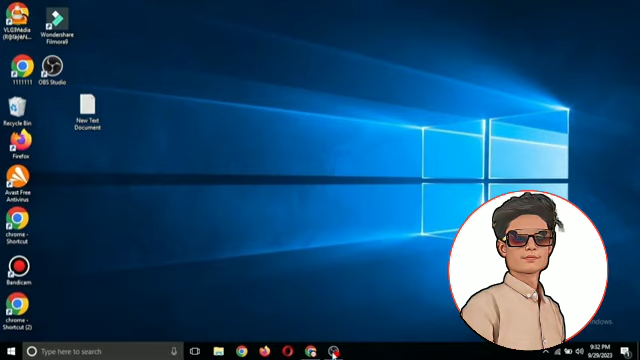 Wondershare
Filmora9
1111111
OBS Studio
Recycle Bin
New Text
Document
Firefox
Avast Free
Antivirus
chrome -
Shortcut
Bandicam
chrome -
Shortcut (2)
Type here to search
9:32 PM
9/29/2023